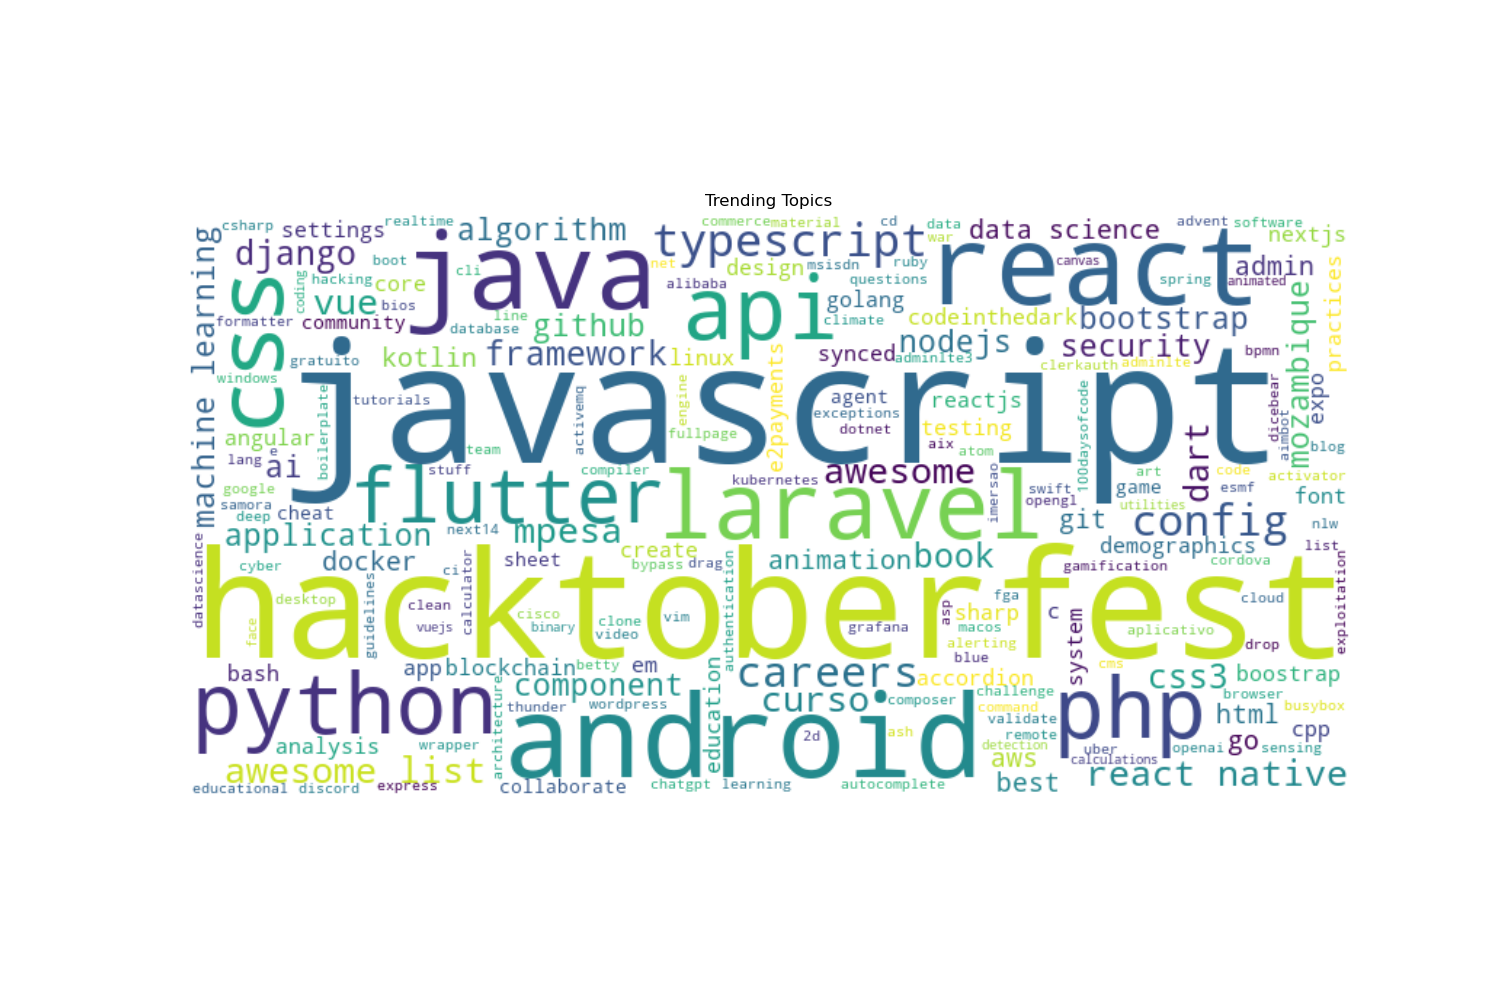 Trending Topics
machine learning
csharp
settings
realtime
algorithm
django
boot
cli
java
typescript
commerce
material
cd
data
war
data science
advent
software
nextjs
react
canvas
net
design
msisdn
ruby
questions
spring
admin
animated
practices
css
coding
hacking
core
vue
bios
line
alibaba
api
golang
climate
codeinthedark
bootstrap
mozambique
formatter
community
database
github
gratuito
kotlin
framework
linux
synced
nodejs
adminlte3
security
clerkauth
adminlte
bpmn
windows
javascript
tutorials
boilerplate
activemq
engine
e2payments
agent
exceptions
dotnet
reactjs
testing
aix
atom
100daysofcode
dicebear
aimbot
expo
blog
angular
e
lang
ai
team
fullpage
google
samora
deep
cheat
stuff
flutter
compiler
laravel
kubernetes
awesome
imersao
swift
opengl
art
game
utilities
dart
code
esmf
activator
font
application
next14
mpesa
git
config
nlw
datascience
cyber
docker
ci
calculator
sheet
create
bypass
drag
authentication
animation
book
demographics
gamification
cordova
list
exploitation
hacktoberfest
desktop
face
guidelines
clean
vuejs
cisco
binary
clone
video
vim
grafana
asp
fga
sharp
macos
alerting
blue
c
system
cloud
aplicativo
drop
cms
bash
app
blockchain
betty
em
careers
accordion
css3
boostrap
python
architecture
component
thunder
wordpress
education
curso
composer
challenge
command
validate
remote
detection
php
html
browser
busybox
cpp
analysis
wrapper
android
2d
ash
aws
uber
calculations
openai
go
sensing
awesome list
educational
discord
express
collaborate
chatgpt
learning
autocomplete
best
react native